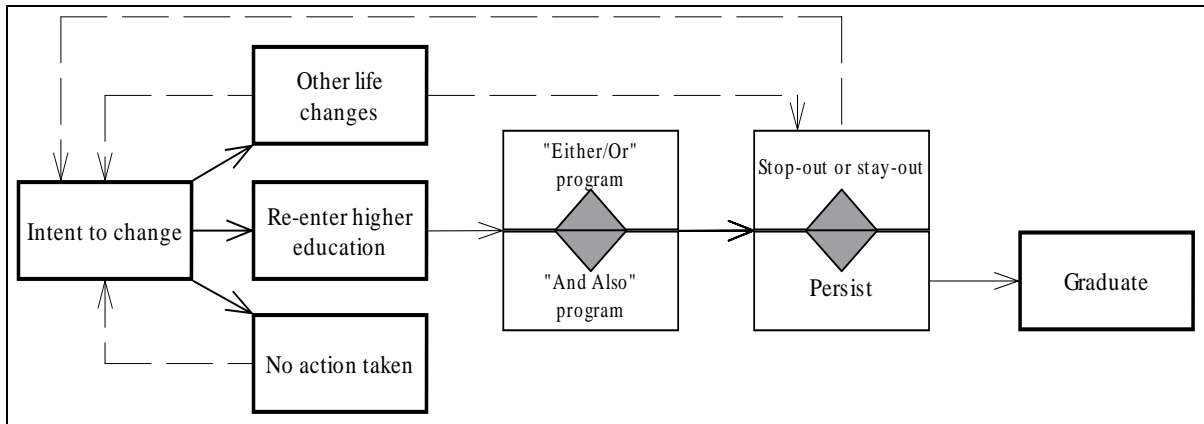 Other life
changes
"Either/Or"
program
Stop-out or stay-out
Intent to change
Re-enter higher
education
"And Also"
program
Persist
Graduate
No action taken